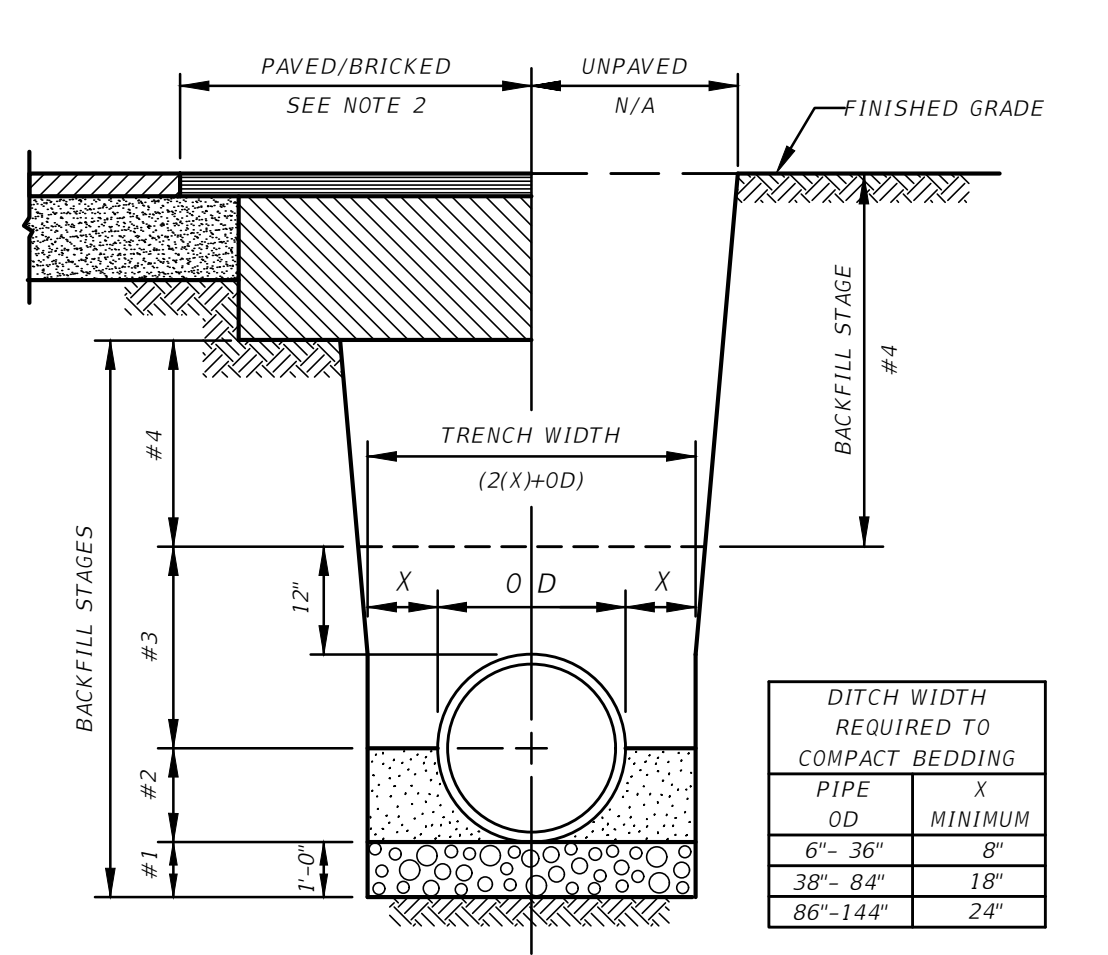 PAVED/BRICKED
SEE NOTE 2
UNPAVED
N/A
FINISHED GRADE
BACKFILL STAGE
#4
TRENCH WIDTH
(2(X)+OD)
X
O D
X
12"
BACKFILL STAGES
#4
#3
#2
#1
1'-0"
DITCH WIDTH
REQUIRED TO
COMPACT BEDDING
PIPE OD
X MINIMUM
6"- 36" 8"
38"- 84" 18"
86"-144" 24"